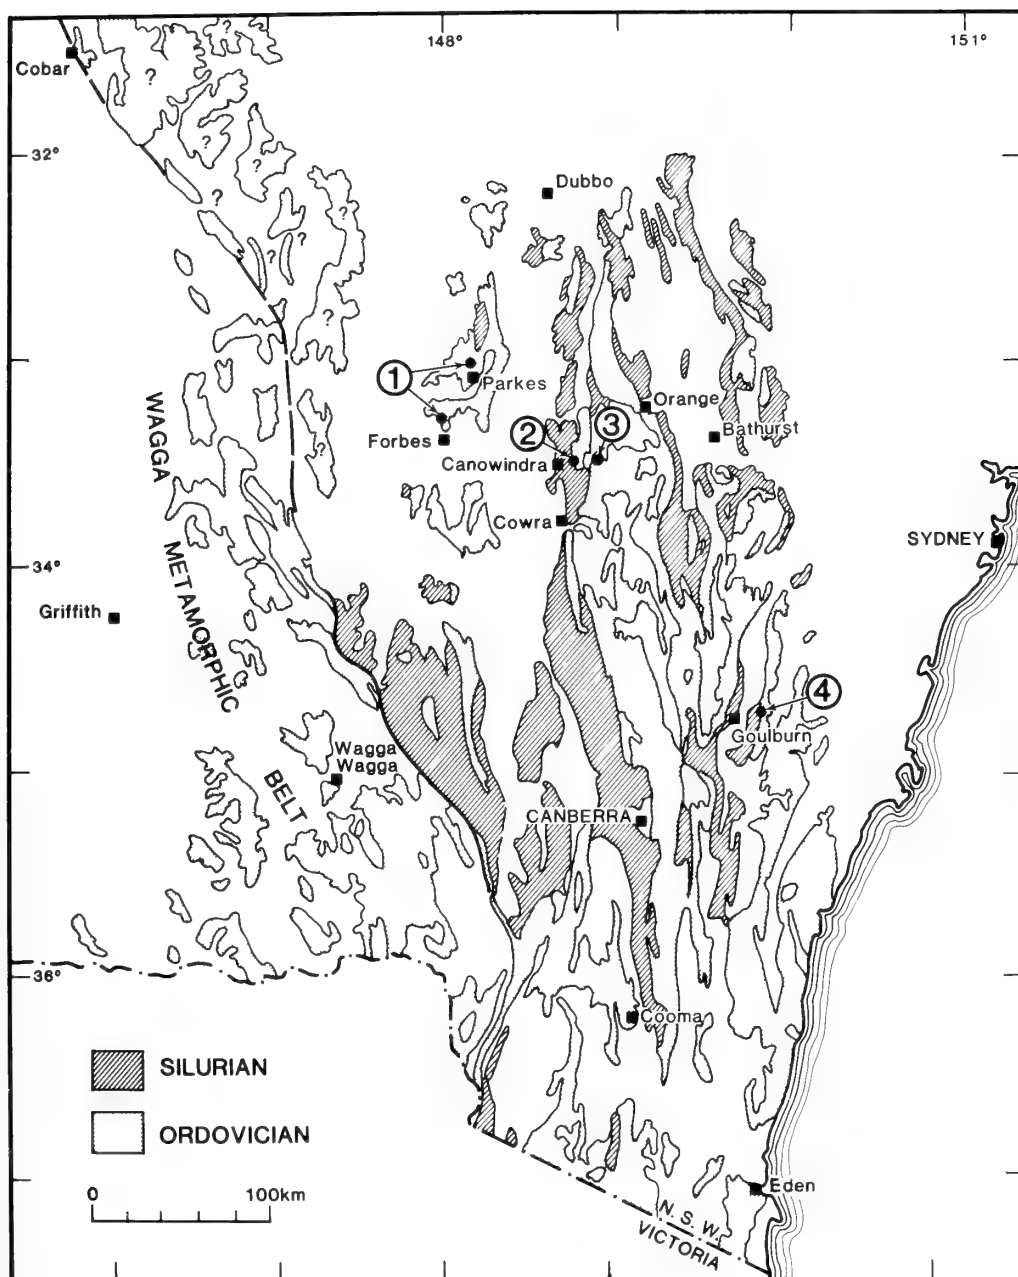 148°
151°
Cobar
?
32°
?
Dubbo
?
?
?
?
?
?
?
1
Parkes
Orange
WAGGA
Forbes
2
3
Bathurst
Canowindra
Cowra
SYDNEY
34°
METAMORPHIC
Griffith
4
Goulburn
Wagga
Wagga
BELT
CANBERRA
36°
Cooma
SILURIAN
ORDOVICIAN
0 100km
Eden
N. S. W.
VICTORIA